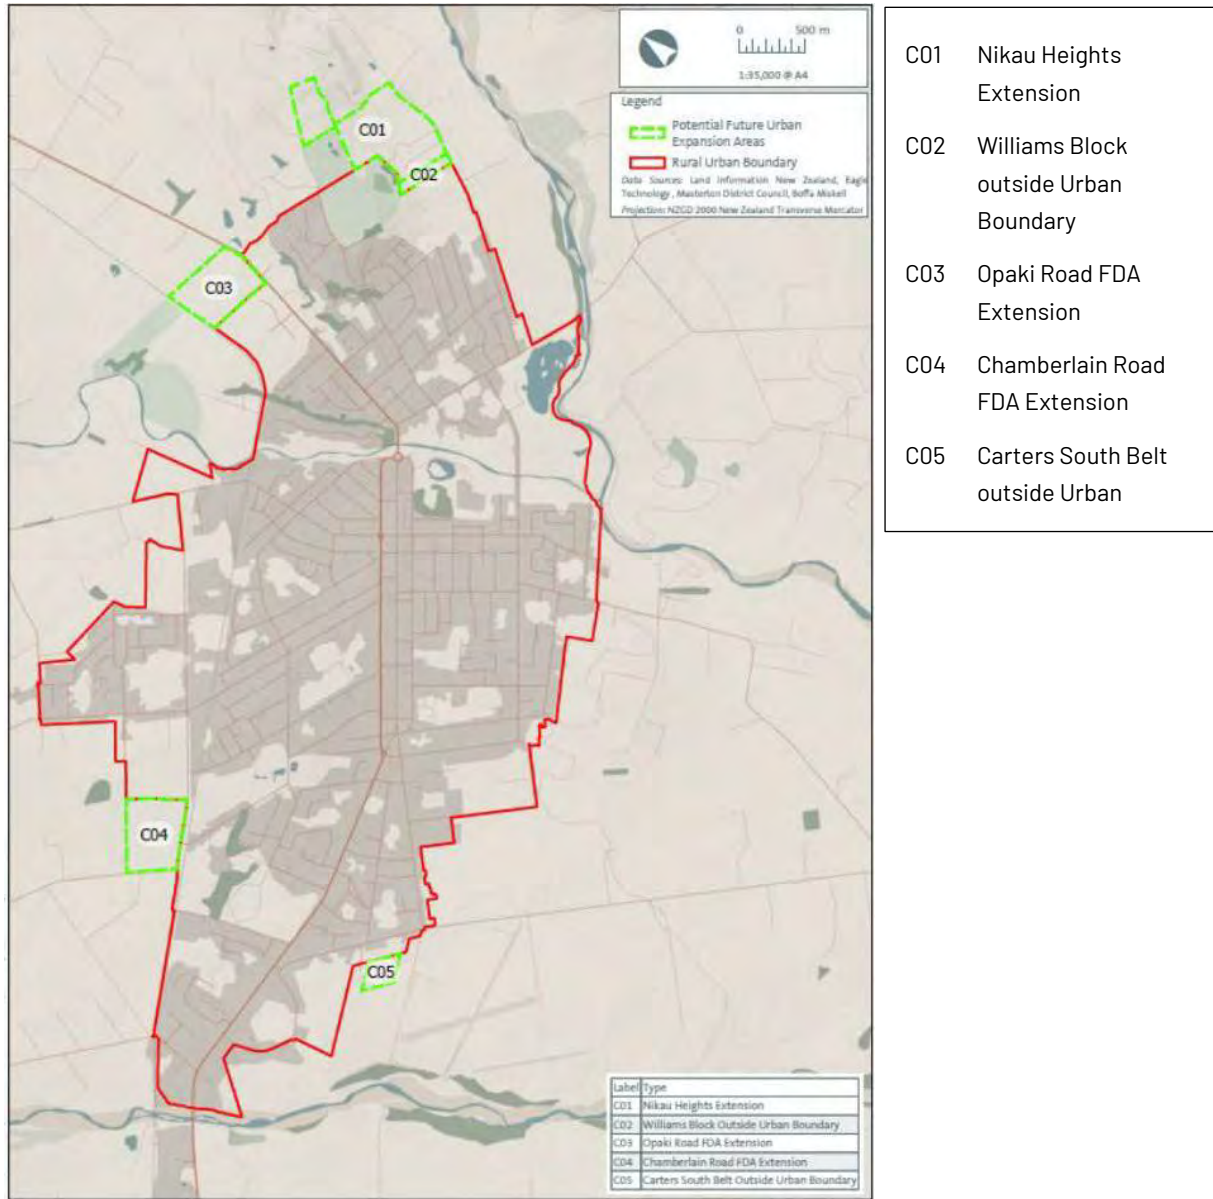 0 500 m
1:35,000 @ A4
Legend
Potential Future Urban
Expansion Areas
Rural Urban Boundary
Data Sources: Land Information New Zealand, Eagle
Technology, Masterton District Council, Boffa Miskell
Projection: NZGD 2000 New Zealand Transverse Mercator
C01
C02
C03
C04
C05
Label Type
C01 Nikau Heights Extension
C02 Williams Block Outside Urban Boundary
C03 Opaki Road FDA Extension
C04 Chamberlain Road FDA Extension
C05 Carters South Belt Outside Urban Boundary
C01 Nikau Heights
Extension
C02 Williams Block
outside Urban
Boundary
C03 Opaki Road FDA
Extension
C04 Chamberlain Road
FDA Extension
C05 Carters South Belt
outside Urban